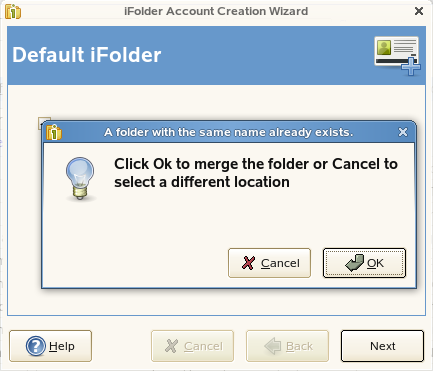 iFolder Account Creation Wizard
Default iFolder
A folder with the same name already exists.
Click Ok to merge the folder or Cancel to
select a different location
Cancel
OK
Help
Cancel
Back
Next